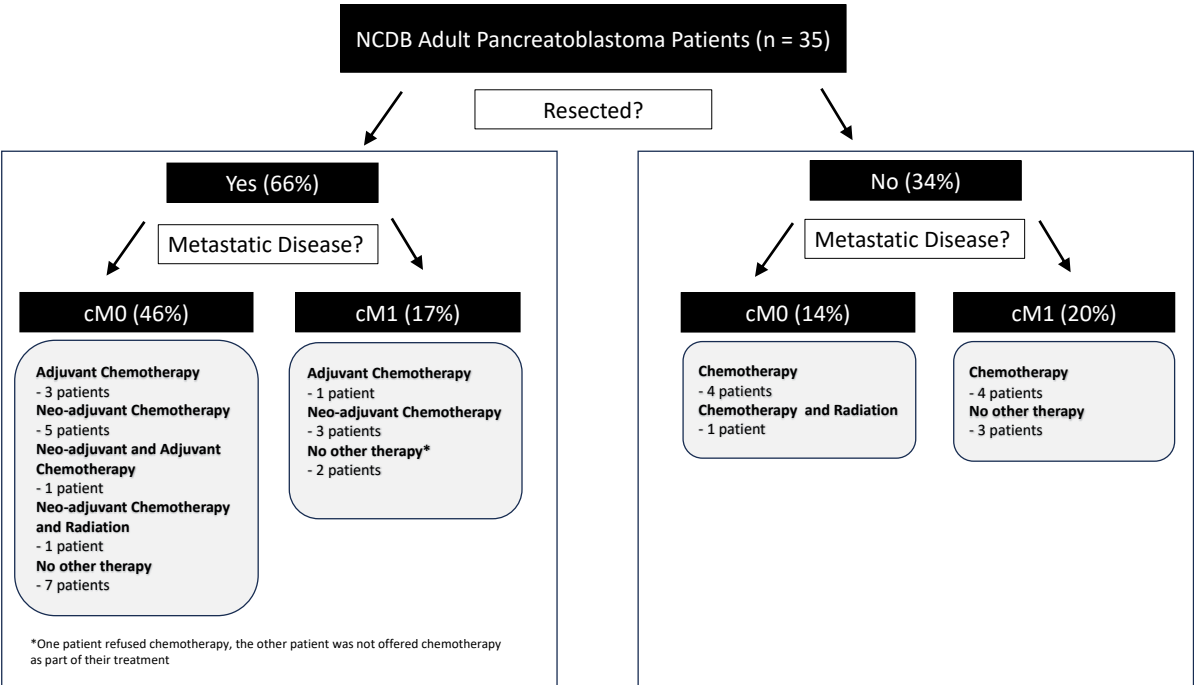 NCDB Adult Pancreatoblastoma Patients (n = 35)
Resected?
Yes (66%)
Metastatic Disease?
cM0 (46%)
Adjuvant Chemotherapy
- 3 patients
Neo-adjuvant Chemotherapy
- 5 patients
Neo-adjuvant and Adjuvant
Chemotherapy
- 1 patient
Neo-adjuvant Chemotherapy
and Radiation
- 1 patient
No other therapy
- 7 patients
cM1 (17%)
Adjuvant Chemotherapy
- 1 patient
Neo-adjuvant Chemotherapy
- 3 patients
No other therapy*
- 2 patients
*One patient refused chemotherapy, the other patient was not offered chemotherapy
as part of their treatment
No (34%)
Metastatic Disease?
cM0 (14%)
Chemotherapy
- 4 patients
Chemotherapy and Radiation
- 1 patient
cM1 (20%)
Chemotherapy
- 4 patients
No other therapy
- 3 patients